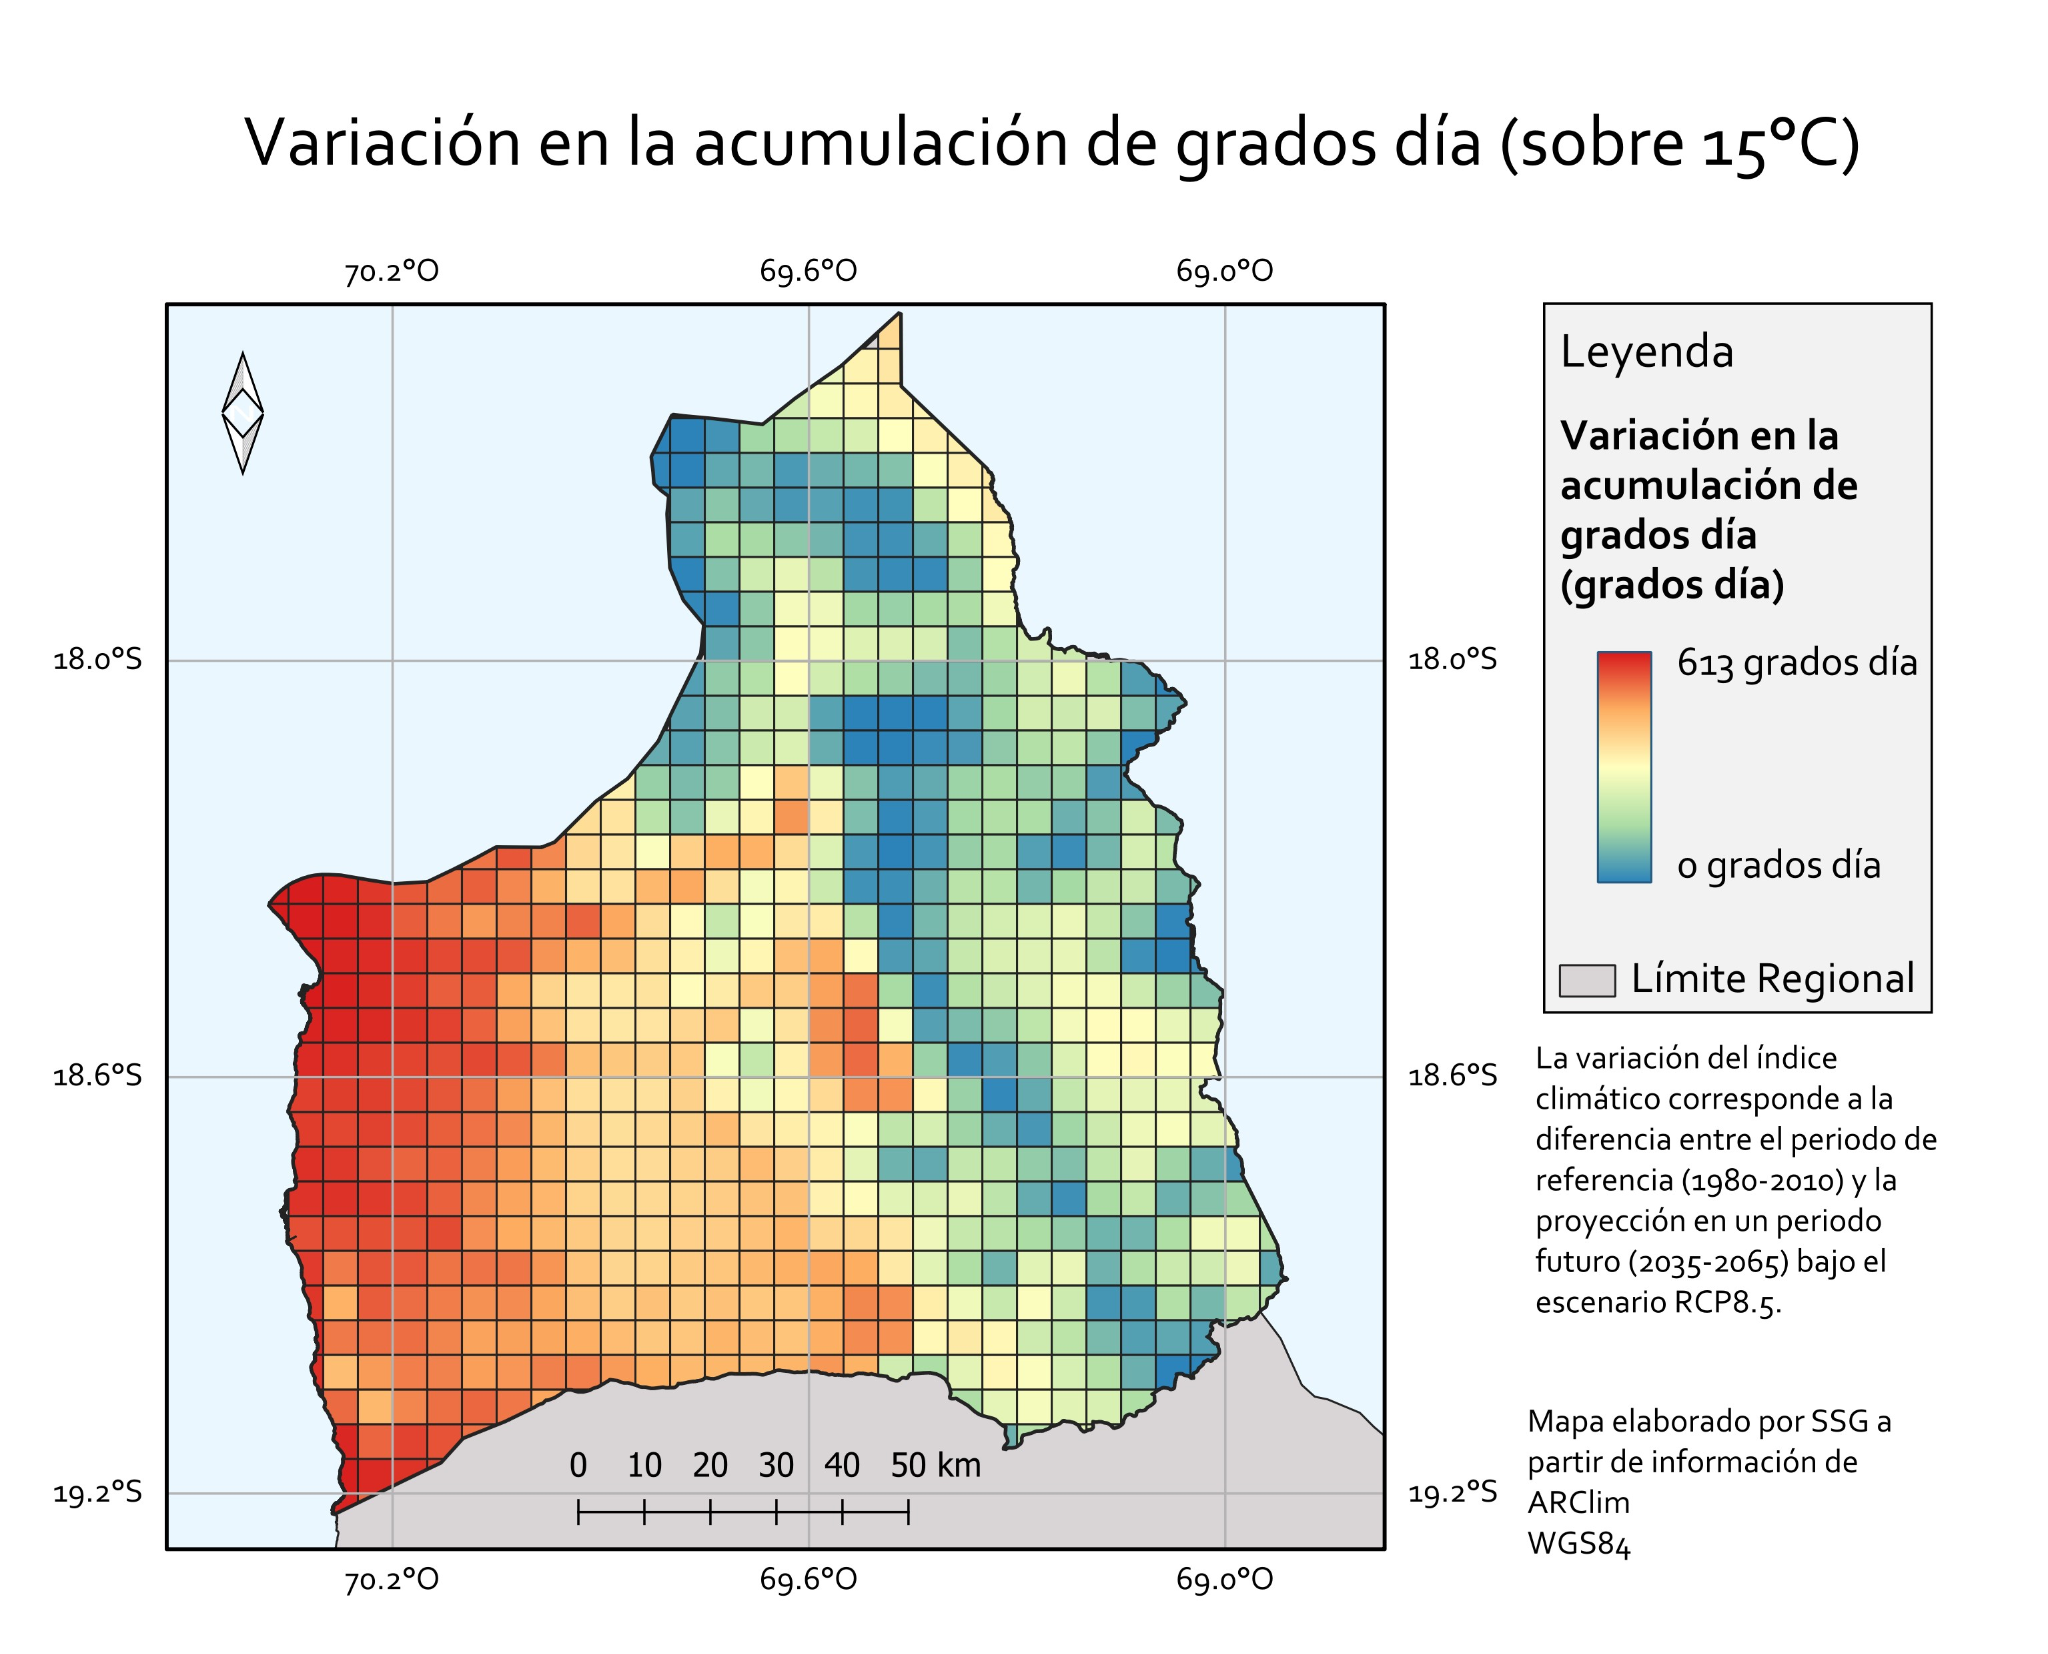 Variación en la acumulación de grados día (sobre 15°C)
70.2°O 69.6°O 69.0°O
18.0°S 18.0°S
18.6°S 18.6°S
19.2°S 19.2°S
0 10 20 30 40 50 km
70.2°O 69.6°O 69.0°O
Leyenda
Variación en la
acumulación de
grados día
(grados día)
613 grados día
0 grados día
Límite Regional
La variación del índice
climático corresponde a la
diferencia entre el periodo de
referencia (1980-2010) y la
proyección en un periodo
futuro (2035-2065) bajo el
escenario RCP8.5.
Mapa elaborado por SSG a
partir de información de
ARClim
WGS84